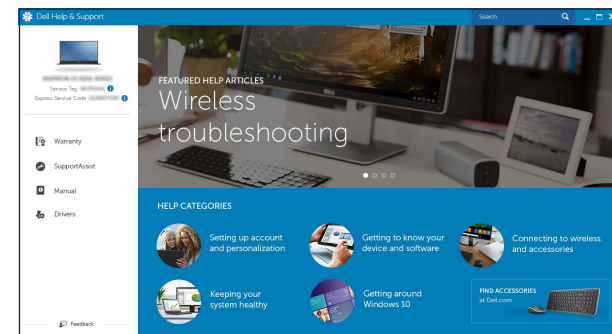 Dell Help & Support
Search
Service Tag
Express Service Code
Warranty
SupportAssist
Manual
Drivers
Feedback
FEATURED HELP ARTICLES
Wireless
troubleshooting
HELP CATEGORIES
Setting up account
and personalization
Getting to know your
device and software
Connecting to wireless
and accessories
Keeping your
system healthy
Getting around
Windows 10
FIND ACCESSORIES
at Dell.com